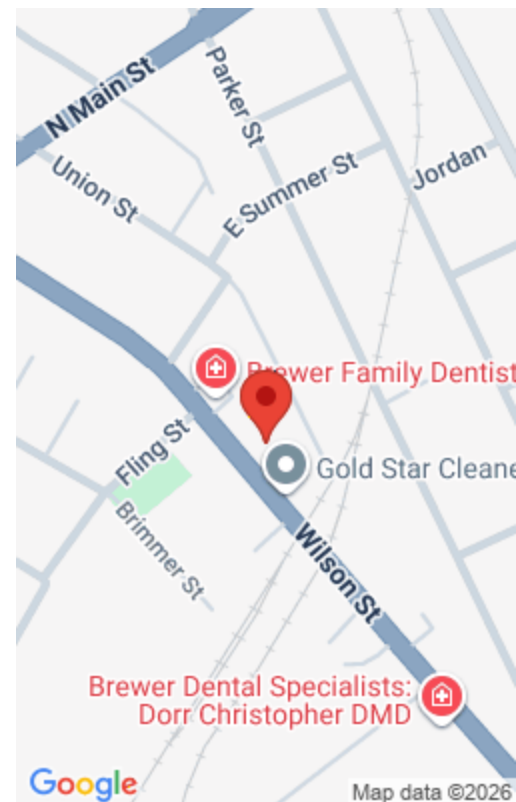 N Main St
Parker St
Union St
E Summer St
Jordan
Brewer Family Dentist
Fling St
Gold Star Cleane
Brimmer St
Wilson St
Brewer Dental Specialists:
Dorr Christopher DMD
Google
Map data ©2026